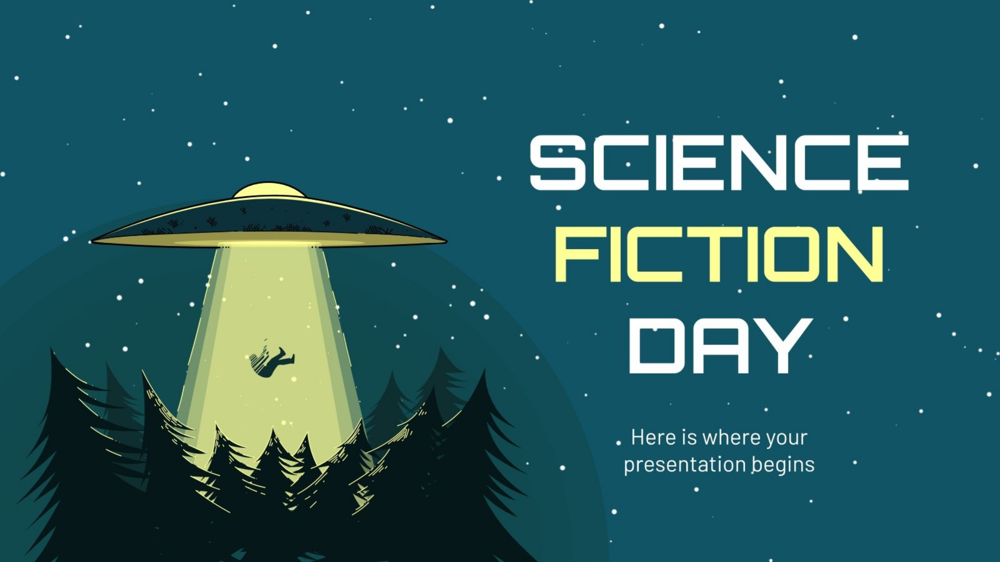 SCIENCE
FICTION
DAY
Here is where your
presentation begins